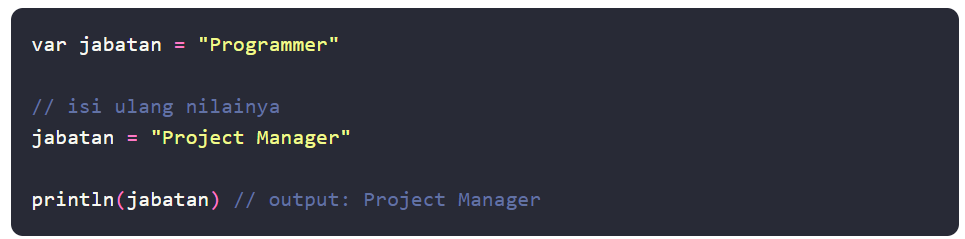 var jabatan = "Programmer"
// isi ulang nilainya
jabatan = "Project Manager"
println(jabatan) // output: Project Manager